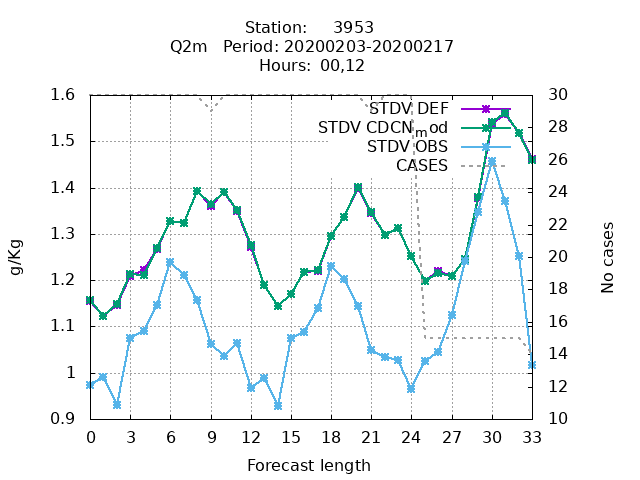 Station: 3953
Q2m Period: 20200203-20200217
Hours: 00,12
1.6
1.5
1.4
1.3
1.2
1.1
1
0.9
g/Kg
STDV DEF
STDV CDCN_mod
STDV OBS
CASES
30
28
26
24
22
20
18
16
14
12
10
No cases
0 3 6 9 12 15 18 21 24 27 30 33
Forecast length